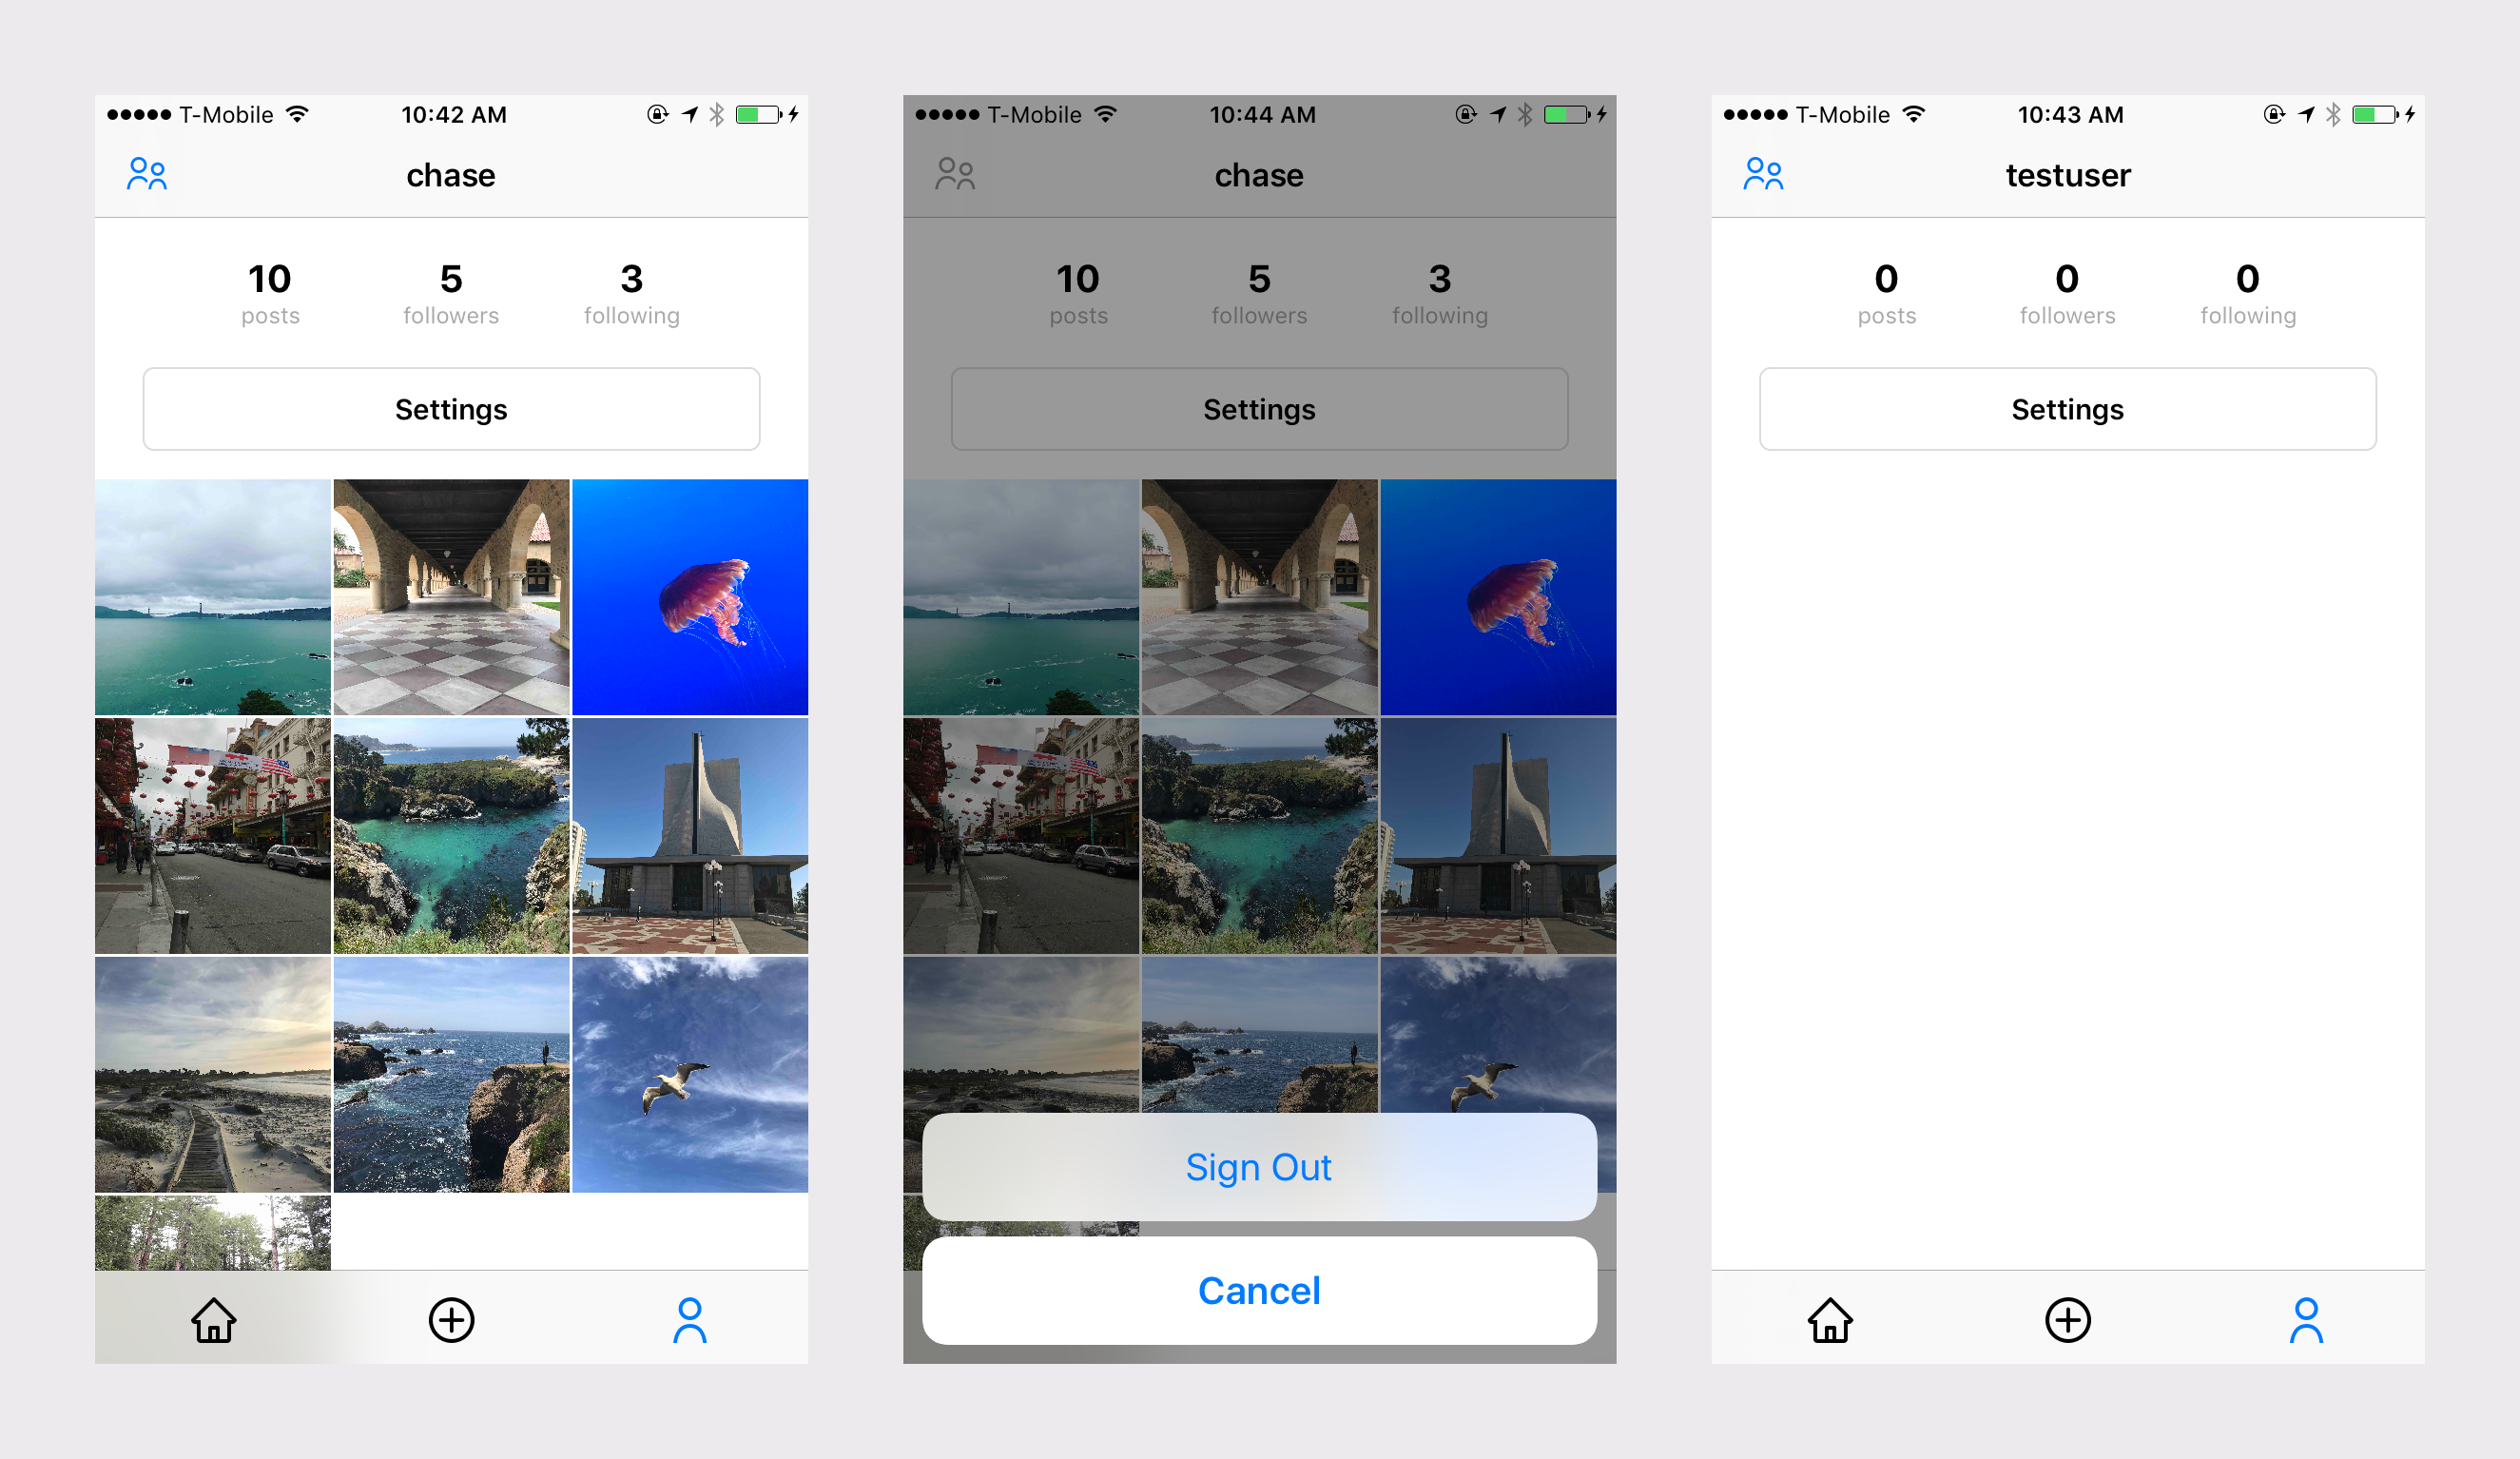 T-Mobile 10:42 AM
chase
10 5 3
posts followers following
Settings
T-Mobile 10:44 AM
chase
10 5 3
posts followers following
Settings
Sign Out
Cancel
T-Mobile 10:43 AM
testuser
0 0 0
posts followers following
Settings